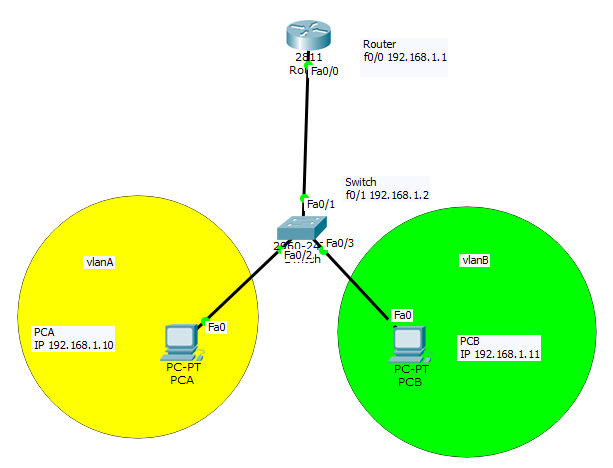 Router
f0/0 192.168.1.1
2811
Fa0/0
Switch
f0/1 192.168.1.2
Fa0/1
Fa0/3
Fa0/2
vlanA
vlanB
Fa0
Fa0
PCA
IP 192.168.1.10
PCB
IP 192.168.1.11
PC-PT
PCA
PC-PT
PCB